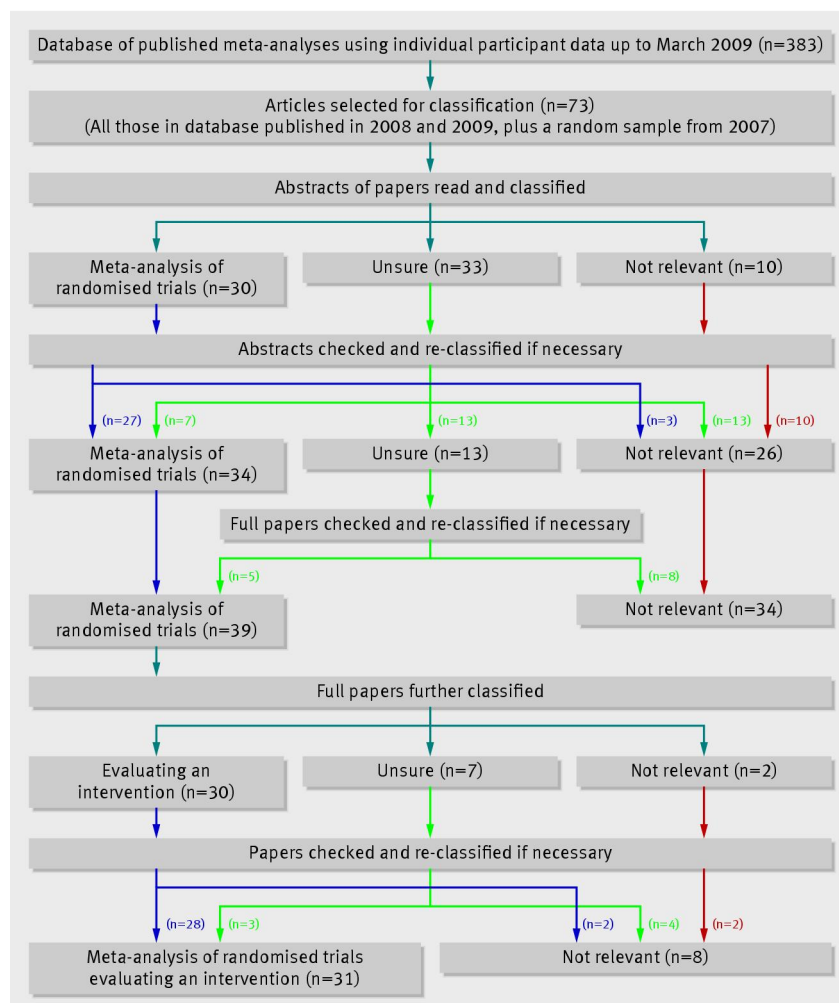 Database of published meta-analyses using individual participant data up to March 2009 (n=383)
Articles selected for classification (n=73)
(All those in database published in 2008 and 2009, plus a random sample from 2007)
Abstracts of papers read and classified
Meta-analysis of
randomised trials (n=30)
Unsure (n=33)
Not relevant (n=10)
Abstracts checked and re-classified if necessary
(n=27)
(n=7)
(n=13)
(n=3)
(n=13)
(n=10)
Meta-analysis of
randomised trials (n=34)
Unsure (n=13)
Not relevant (n=26)
Full papers checked and re-classified if necessary
(n=5)
(n=8)
Meta-analysis of
randomised trials (n=39)
Not relevant (n=34)
Full papers further classified
Evaluating an
intervention (n=30)
Unsure (n=7)
Not relevant (n=2)
Papers checked and re-classified if necessary
(n=28)
(n=3)
(n=2)
(n=4)
(n=2)
Meta-analysis of randomised trials
evaluating an intervention (n=31)
Not relevant (n=8)